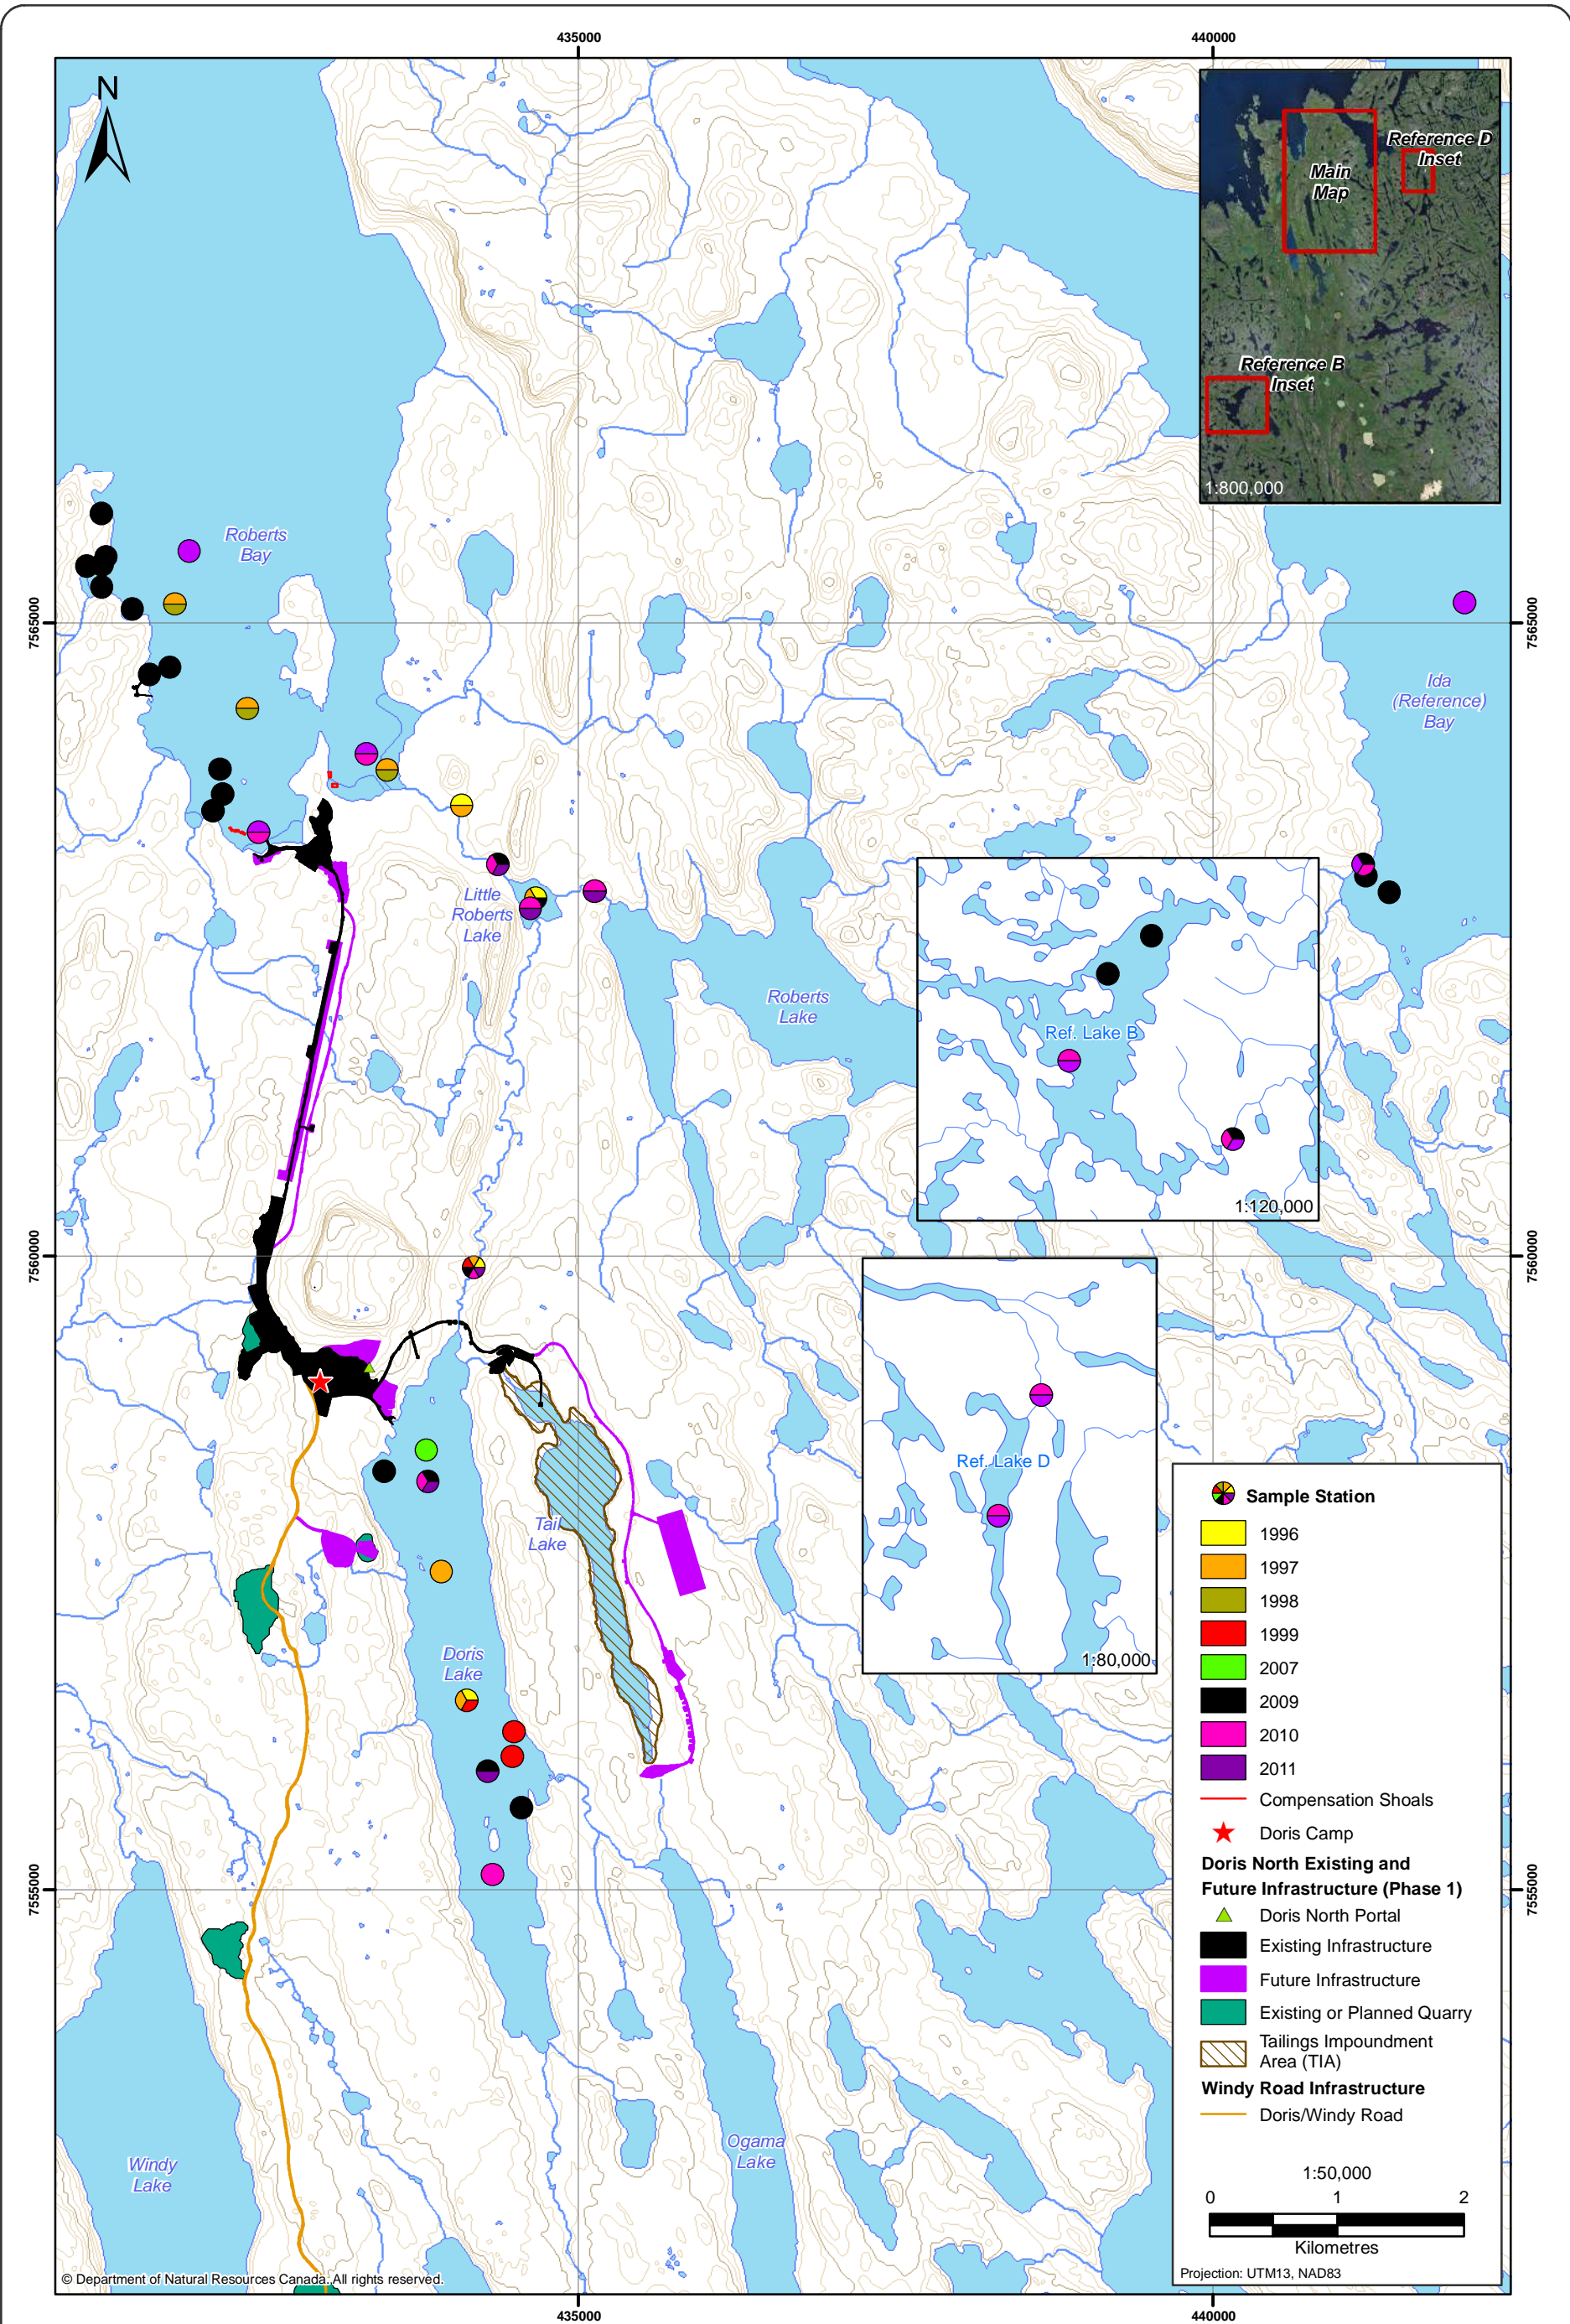 435000
440000
N
Reference D
Inset
Main
Map
Reference B
Inset
1:800,000
Roberts
Bay
7565000
7565000
Ida
(Reference)
Bay
Little
Roberts
Lake
Roberts
Lake
Ref. Lake B
1:120,000
7560000
7560000
Ref. Lake D
1:80,000
Tail
Lake
Doris
Lake
Sample Station
1996
1997
1998
1999
2007
2009
2010
2011
Compensation Shoals
Doris Camp
Doris North Existing and
Future Infrastructure (Phase 1)
Doris North Portal
Existing Infrastructure
Future Infrastructure
Existing or Planned Quarry
Tailings Impoundment
Area (TIA)
Windy Road Infrastructure
Doris/Windy Road
1:50,000
0 1 2
Kilometres
Projection: UTM13, NAD83
7555000
7555000
Windy
Lake
Ogama
Lake
© Department of Natural Resources Canada. All rights reserved.
435000
440000